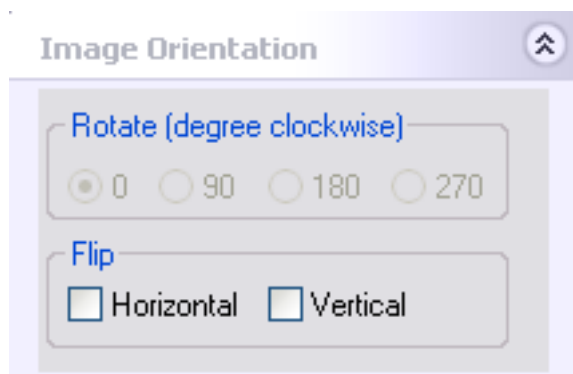 Image Orientation
Rotate (degree clockwise)
0 90 180 270
Flip
Horizontal Vertical